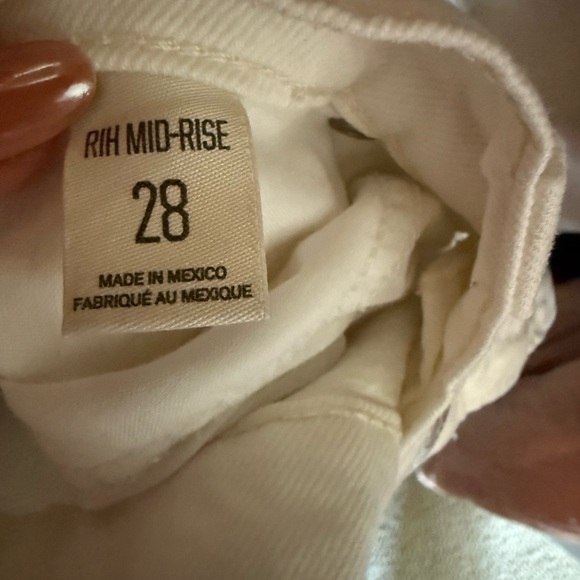 RIH MID-RISE
28
MADE IN MEXICO
FABRIQUÉ AU MEXIQUE